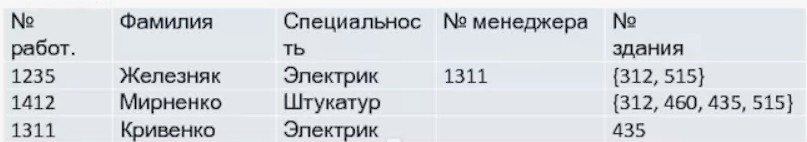 № Фамилия Специальнос № менеджера №
работ. ть здания
1235 Железняк Электрик 1311 {312, 515}
1412 Мирненко Штукатур {312, 460, 435, 515}
1311 Кривенко Электрик 435